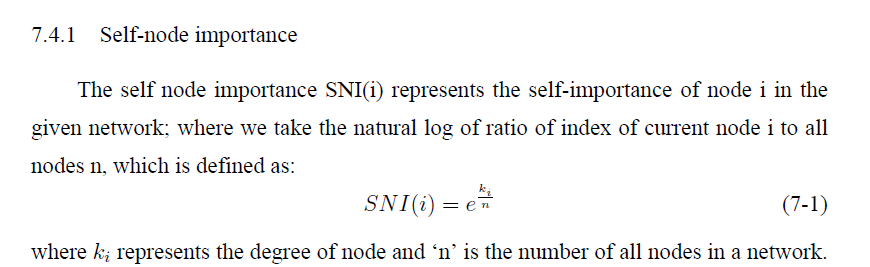 7.4.1 Self-node importance
The self node importance SNI(i) represents the self-importance of node i in the
given network; where we take the natural log of ratio of index of current node i to all
nodes n, which is defined as:
SNI(i) = e^{\frac{k_i}{n}} (7-1)
where k_i represents the degree of node and ‘n’ is the number of all nodes in a network.